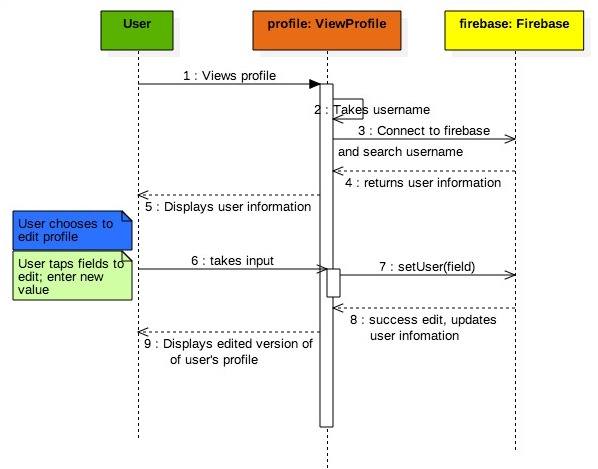 User
profile: ViewProfile
firebase: Firebase
1 : Views profile
2 : Takes username
3 : Connect to firebase
and search username
4 : returns user information
5 : Displays user information
User chooses to
edit profile
User taps fields to
edit; enter new
value
6 : takes input
7 : setUser(field)
8 : success edit, updates
user infomation
9 : Displays edited version of
of user's profile